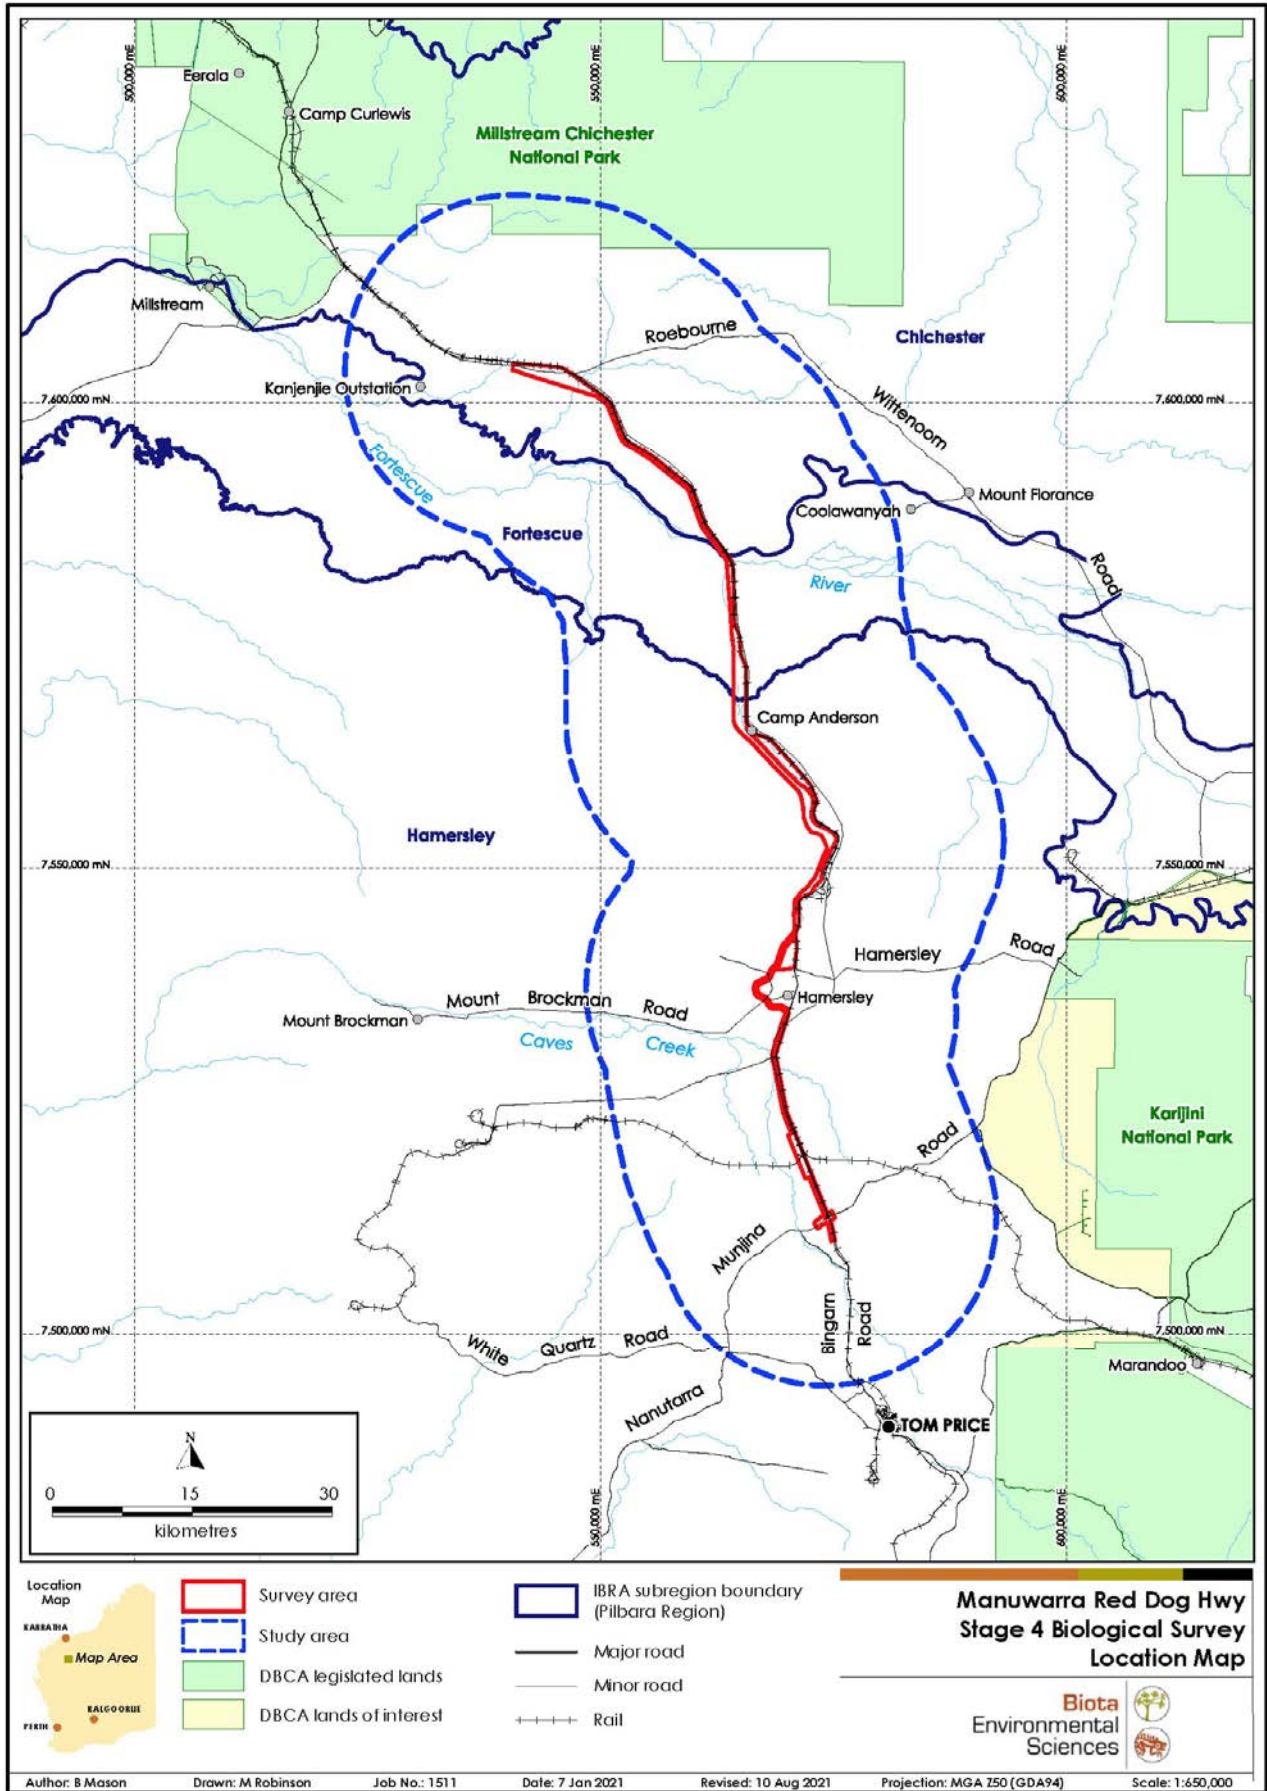 500,000 mE
550,000 mE
600,000 mE
Eerala
Camp Curlewis
Millstream Chichester
National Park
Millstream
Roebourne
Chichester
Kanjenjie Outstation
7,600,000 mN
7,600,000 mN
Wittenoom
Fortescue
Mount Florance
Coolawanyah
Fortescue
River
Road
Camp Anderson
Hamersley
7,550,000 mN
7,550,000 mN
Hamersley
Road
Hamersley
Mount Brockman Road
Mount Brockman
Caves Creek
Karijini
National Park
Road
Munjina
Bingarn
Road
7,500,000 mN
7,500,000 mN
White Quartz Road
Marandoo
Nanutarra
TOM PRICE
550,000 mE
600,000 mE
N
0 15 30
kilometres
Location
Map
KARRATHA
Map Area
KALGOORLIE
PERTH
Survey area
Study area
DBCA legislated lands
DBCA lands of interest
IBRA subregion boundary
(Pilbara Region)
Major road
Minor road
Rail
Manuwarra Red Dog Hwy
Stage 4 Biological Survey
Location Map
Biota
Environmental
Sciences
Author: B Mason Drawn: M Robinson Job No.: 1511 Date: 7 Jan 2021 Revised: 10 Aug 2021 Projection: MGA Z50 (GDA94) Scale: 1:650,000